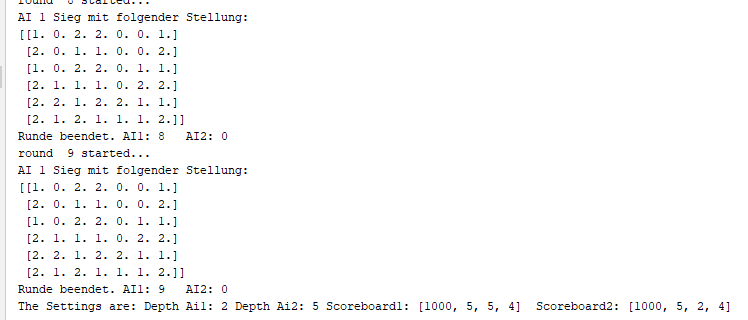 round 8 started...
AI 1 Sieg mit folgender Stellung:
[[1. 0. 2. 2. 0. 0. 1.]
[2. 0. 1. 1. 0. 0. 2.]
[1. 0. 2. 2. 0. 1. 1.]
[2. 1. 1. 1. 0. 2. 2.]
[2. 2. 1. 2. 2. 1. 1.]
[2. 1. 2. 1. 1. 1. 2.]]
Runde beendet. AI1: 8 AI2: 0
round 9 started...
AI 1 Sieg mit folgender Stellung:
[[1. 0. 2. 2. 0. 0. 1.]
[2. 0. 1. 1. 0. 0. 2.]
[1. 0. 2. 2. 0. 1. 1.]
[2. 1. 1. 1. 0. 2. 2.]
[2. 2. 1. 2. 2. 1. 1.]
[2. 1. 2. 1. 1. 1. 2.]]
Runde beendet. AI1: 9 AI2: 0
The Settings are: Depth Ai1: 2 Depth Ai2: 5 Scoreboard1: [1000, 5, 5, 4] Scoreboard2: [1000, 5, 2, 4]